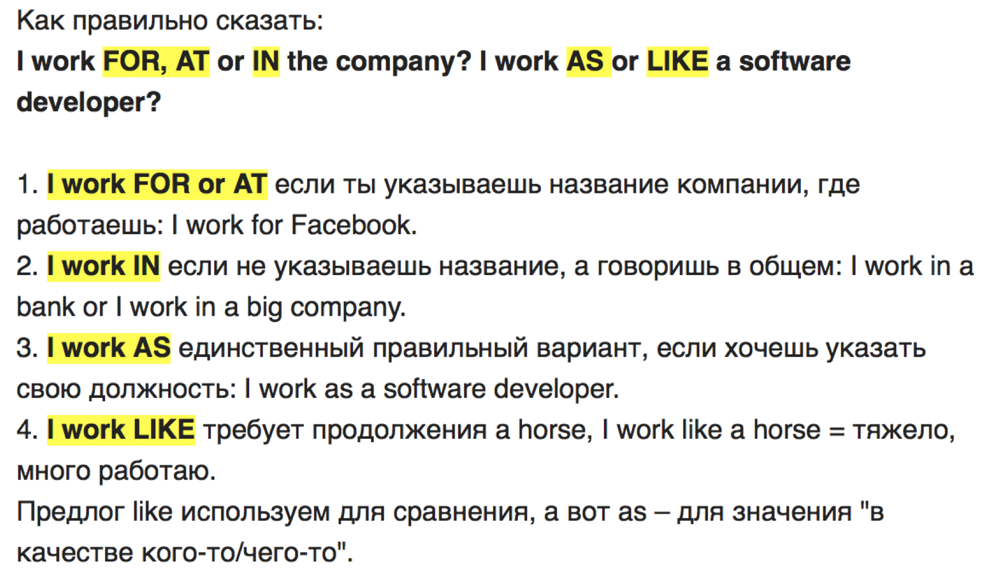 Как правильно сказать:
I work FOR, AT or IN the company? I work AS or LIKE a software
developer?
1. I work FOR or AT если ты указываешь название компании, где
работаешь: I work for Facebook.
2. I work IN если не указываешь название, а говоришь в общем: I work in a
bank or I work in a big company.
3. I work AS единственный правильный вариант, если хочешь указать
свою должность: I work as a software developer.
4. I work LIKE требует продолжения a horse, I work like a horse = тяжело,
много работаю.
Предлог like используем для сравнения, а вот as – для значения "в
качестве кого-то/чего-то".